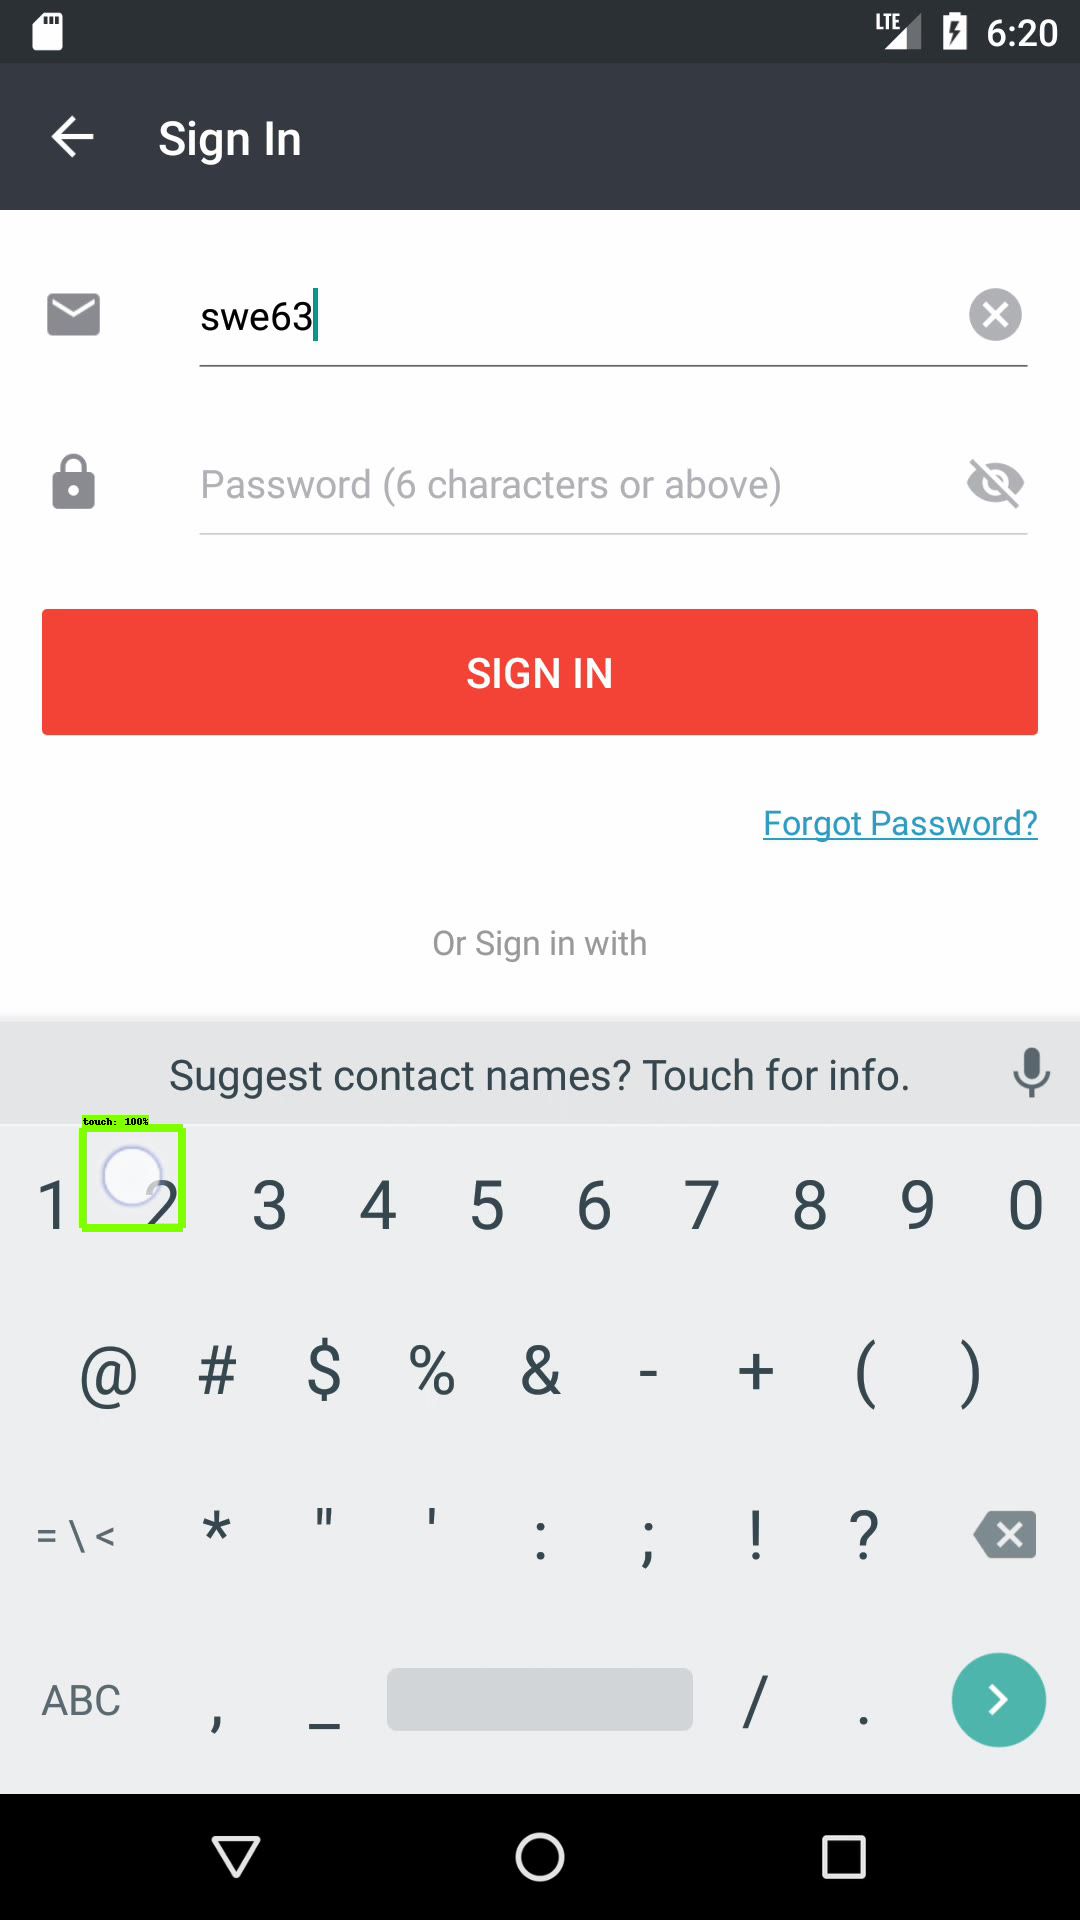 LTE 6:20
Sign In
swe63
Password (6 characters or above)
SIGN IN
Forgot Password?
Or Sign in with
Suggest contact names? Touch for info.
touch: 100%
1 2 3 4 5 6 7 8 9 0
@ # $ % & - + ( )
= \ < * " ' : ; ! ?
ABC , _ / .